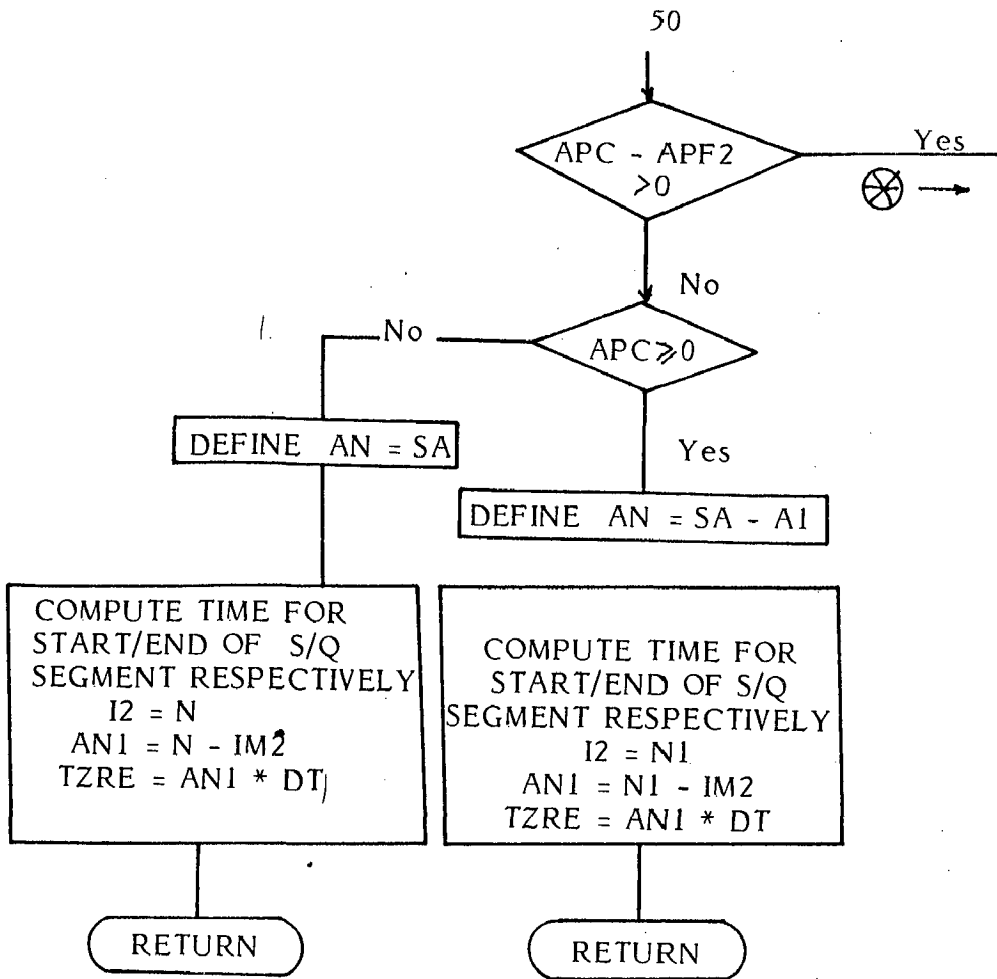 50
APC - APF2
>0
Yes
No
APC⩾0
No
Yes
DEFINE AN = SA
DEFINE AN = SA - A1
COMPUTE TIME FOR
START/END OF S/Q
SEGMENT RESPECTIVELY
I2 = N
AN1 = N - IM2
TZRE = AN1 * DT
RETURN
COMPUTE TIME FOR
START/END OF S/Q
SEGMENT RESPECTIVELY
I2 = N1
AN1 = N1 - IM2
TZRE = AN1 * DT
RETURN